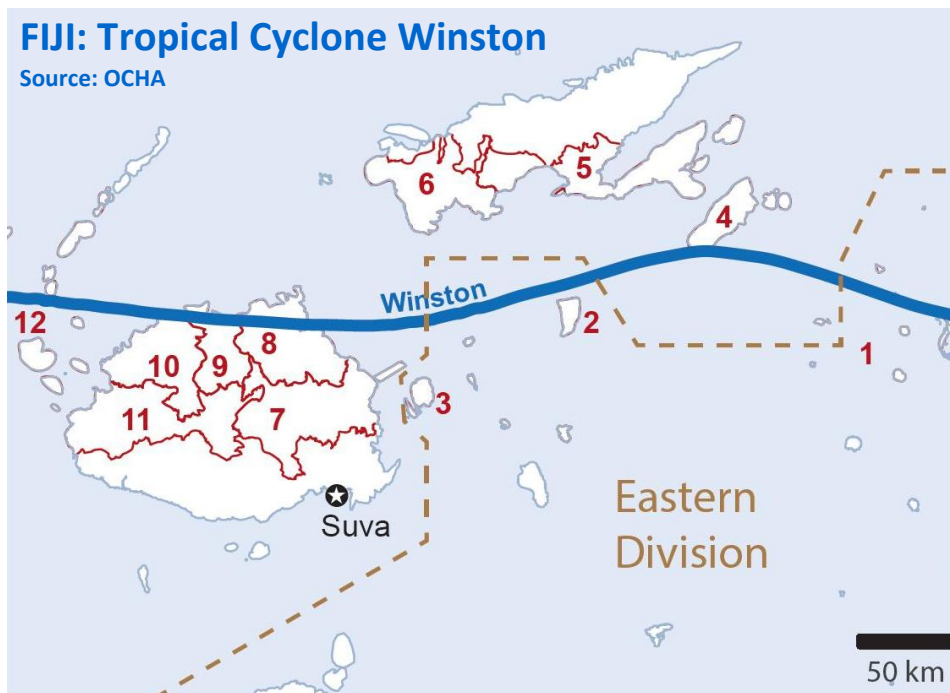 FIJI: Tropical Cyclone Winston
Source: OCHA
5
6
4
Winston
12
2
8
10
9
1
3
11
7
Suva
Eastern
Division
50 km